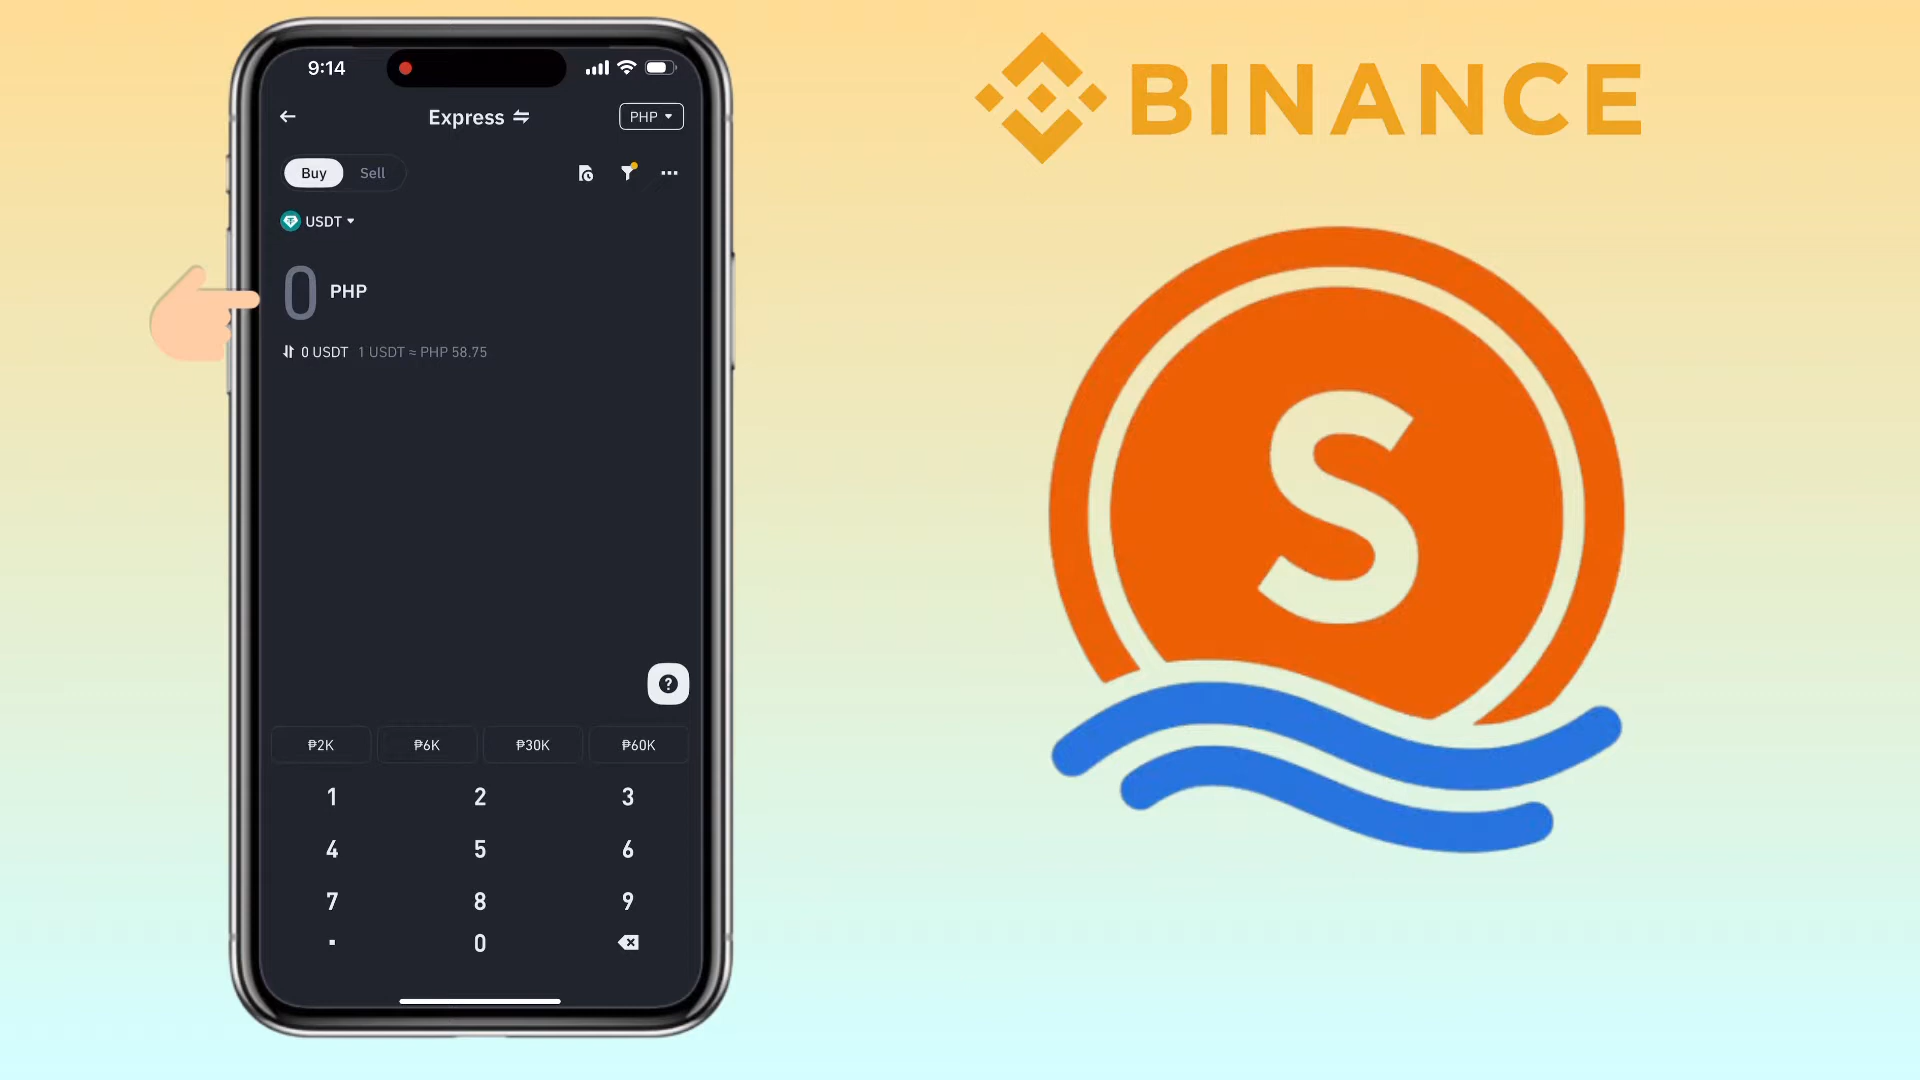 9:14
Express
PHP
Buy
Sell
USDT
0 PHP
0 USDT 1 USDT ≈ PHP 58.75
₱2K ₱6K ₱30K ₱60K
1 2 3
4 5 6
7 8 9
. 0
BINANCE
S